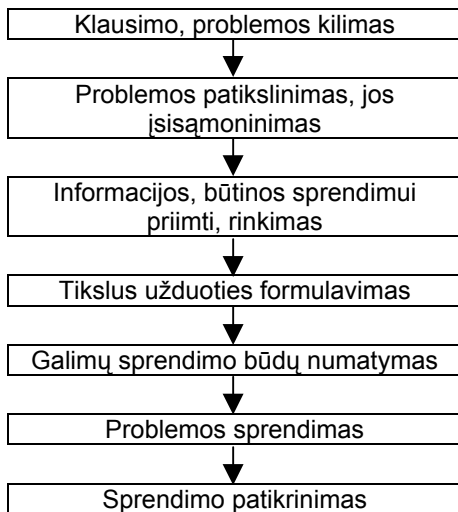 Klausimo, problemos kilimas
Problemos patikslinimas, jos
įsisąmoninimas
Informacijos, būtinos sprendimui
priimti, rinkimas
Tikslus užduoties formulavimas
Galimų sprendimo būdų numatymas
Problemos sprendimas
Sprendimo patikrinimas